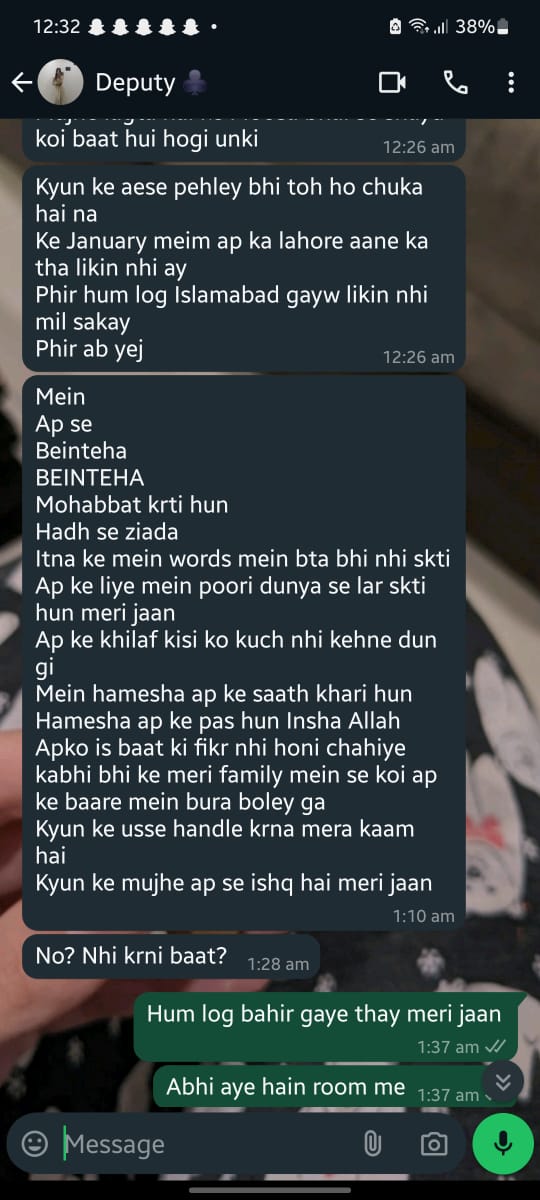 12:32
38%
Deputy
koi baat hui hogi unki
12:26 am
Kyun ke aese pehley bhi toh ho chuka
hai na
Ke January meim ap ka lahore aane ka
tha likin nhi ay
Phir hum log Islamabad gayw likin nhi
mil sakay
Phir ab yej
12:26 am
Mein
Ap se
Beinteha
BEINTEHA
Mohabbat krti hun
Hadh se ziada
Itna ke mein words mein bta bhi nhi skti
Ap ke liye mein poori dunya se lar skti
hun meri jaan
Ap ke khilaf kisi ko kuch nhi kehne dun
gi
Mein hamesha ap ke saath khari hun
Hamesha ap ke pas hun Insha Allah
Apko is baat ki fikr nhi honi chahiye
kabhi bhi ke meri family mein se koi ap
ke baare mein bura boley ga
Kyun ke usse handle krna mera kaam
hai
Kyun ke mujhe ap se ishq hai meri jaan
1:10 am
No? Nhi krni baat?
1:28 am
Hum log bahir gaye thay meri jaan
1:37 am
Abhi aye hain room me
1:37 am
Message